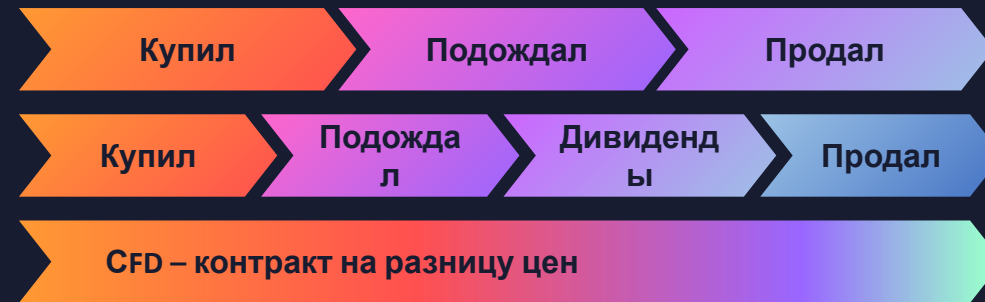 Купил
Подождал
Продал
Купил
Подожда
л
Дивиденд
ы
Продал
CFD – контракт на разницу цен